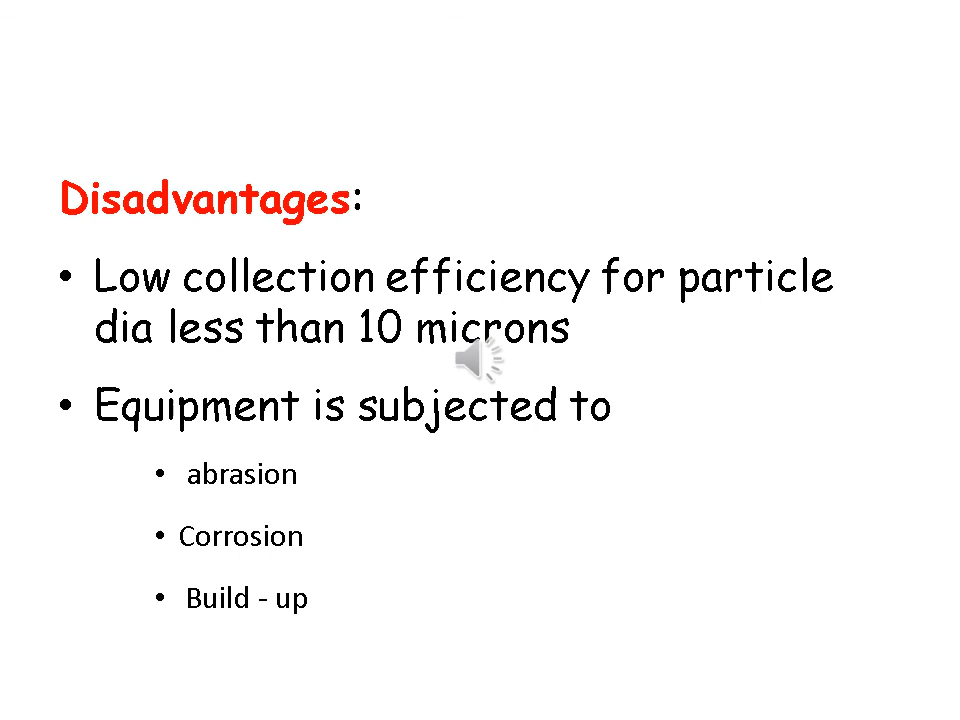 Disadvantages:
• Low collection efficiency for particle
dia less than 10 microns
• Equipment is subjected to
• abrasion
• Corrosion
• Build - up